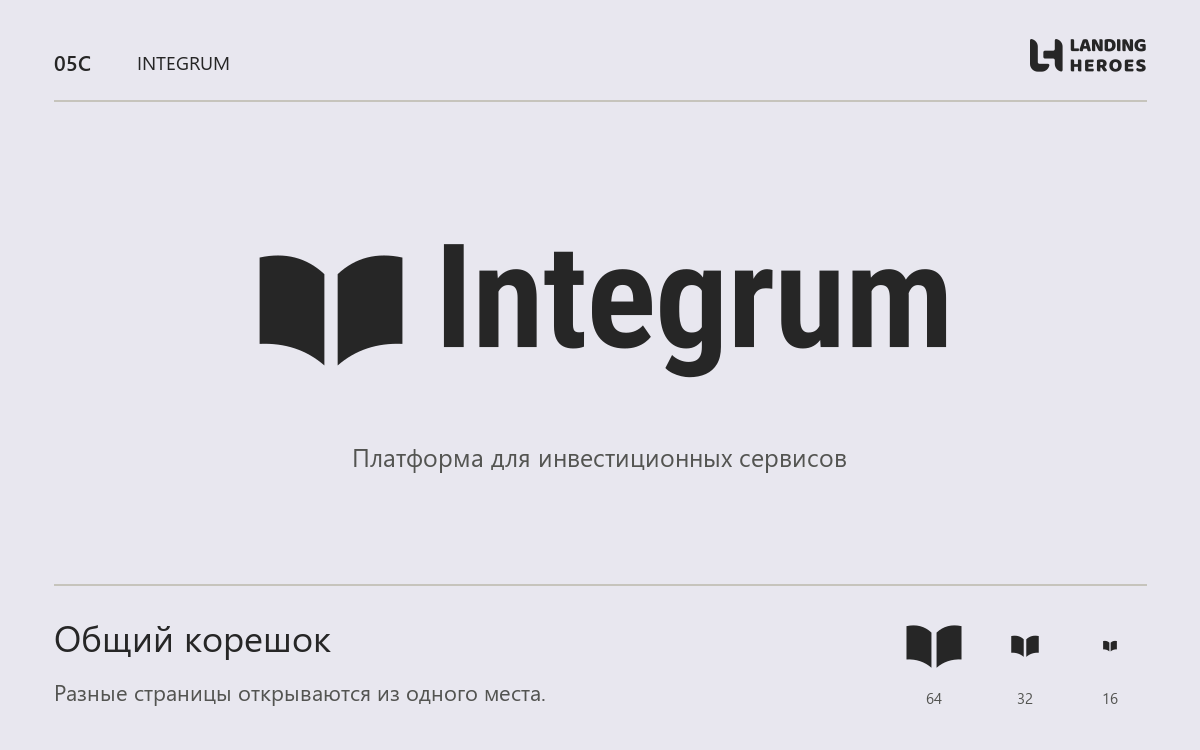 05C
INTEGRUM
LANDING
HEROES
Integrum
Платформа для инвестиционных сервисов
Общий корешок
Разные страницы открываются из одного места.
64
32
16